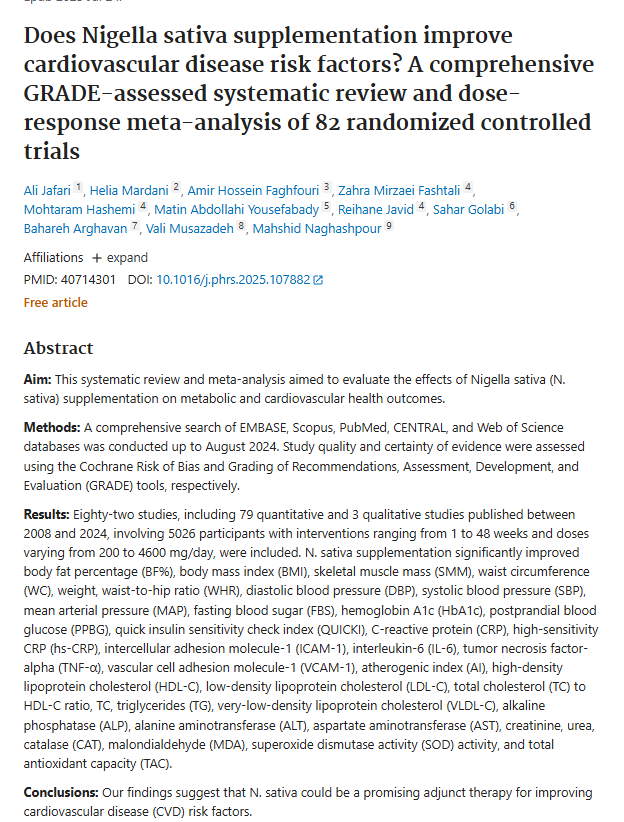 Does Nigella sativa supplementation improve
cardiovascular disease risk factors? A comprehensive
GRADE-assessed systematic review and dose-
response meta-analysis of 82 randomized controlled
trials
Ali Jafari 1, Helia Mardani 2, Amir Hossein Faghfouri 3, Zahra Mirzaei Fashtali 4,
Mohtaram Hashemi 4, Matin Abdollahi Yousefabady 5, Reihane Javid 4, Sahar Golabi 6,
Bahareh Arghavan 7, Vali Musazadeh 8, Mahshid Naghashpour 9
Affiliations + expand
PMID: 40714301 DOI: 10.1016/j.phrs.2025.107882
Free article
Abstract
Aim: This systematic review and meta-analysis aimed to evaluate the effects of Nigella sativa (N.
sativa) supplementation on metabolic and cardiovascular health outcomes.
Methods: A comprehensive search of EMBASE, Scopus, PubMed, CENTRAL, and Web of Science
databases was conducted up to August 2024. Study quality and certainty of evidence were assessed
using the Cochrane Risk of Bias and Grading of Recommendations, Assessment, Development, and
Evaluation (GRADE) tools, respectively.
Results: Eighty-two studies, including 79 quantitative and 3 qualitative studies published between
2008 and 2024, involving 5026 participants with interventions ranging from 1 to 48 weeks and doses
varying from 200 to 4600 mg/day, were included. N. sativa supplementation significantly improved
body fat percentage (BF%), body mass index (BMI), skeletal muscle mass (SMM), waist circumference
(WC), weight, waist-to-hip ratio (WHR), diastolic blood pressure (DBP), systolic blood pressure (SBP),
mean arterial pressure (MAP), fasting blood sugar (FBS), hemoglobin A1c (HbA1c), postprandial blood
glucose (PPBG), quick insulin sensitivity check index (QUICKI), C-reactive protein (CRP), high-sensitivity
CRP (hs-CRP), intercellular adhesion molecule-1 (ICAM-1), interleukin-6 (IL-6), tumor necrosis factor-
alpha (TNF-α), vascular cell adhesion molecule-1 (VCAM-1), atherogenic index (AI), high-density
lipoprotein cholesterol (HDL-C), low-density lipoprotein cholesterol (LDL-C), total cholesterol (TC) to
HDL-C ratio, TC, triglycerides (TG), very-low-density lipoprotein cholesterol (VLDL-C), alkaline
phosphatase (ALP), alanine aminotransferase (ALT), aspartate aminotransferase (AST), creatinine, urea,
catalase (CAT), malondialdehyde (MDA), superoxide dismutase activity (SOD) activity, and total
antioxidant capacity (TAC).
Conclusions: Our findings suggest that N. sativa could be a promising adjunct therapy for improving
cardiovascular disease (CVD) risk factors.